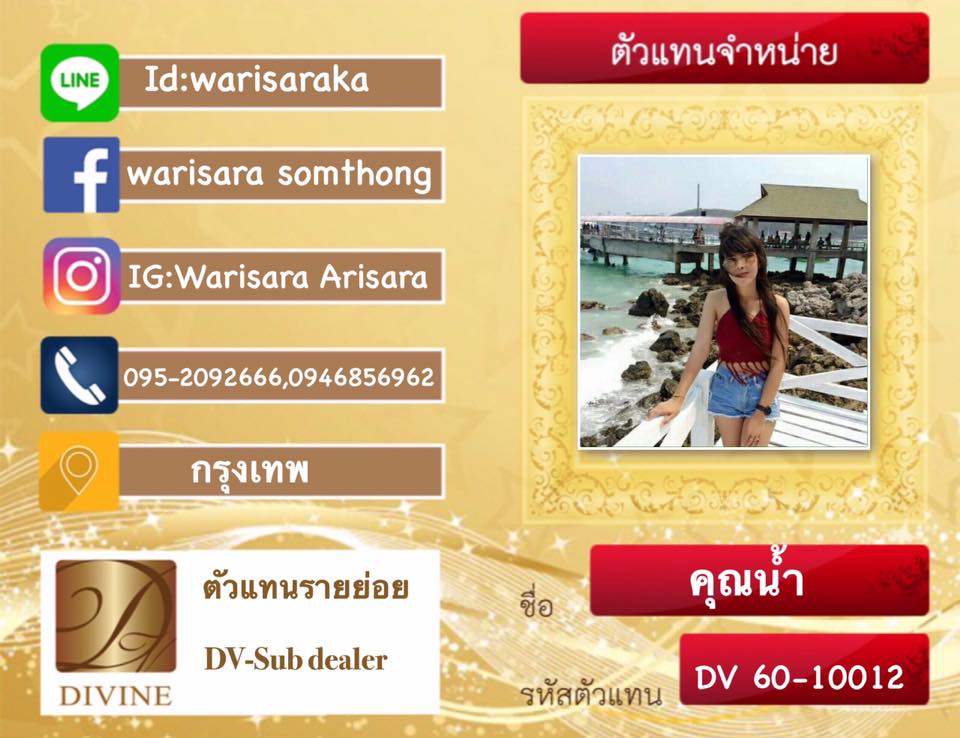 ตัวแทนจำหน่าย
LINE
Id:warisaraka
f
warisara somthong
IG:Warisara Arisara
095-2092666,0946856962
กรุงเทพ
ตัวแทนรายย่อย
DV-Sub dealer
DIVINE
ชื่อ
คุณน้ำ
รหัสตัวแทน
DV 60-10012